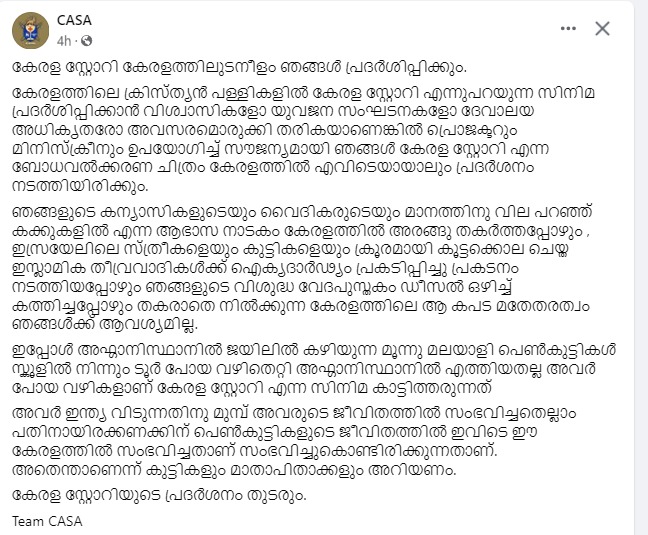 CASA
4h
കേരള സ്റ്റോറി കേരളത്തിലുടനീളം ഞങ്ങൾ പ്രദർശിപ്പിക്കും.
കേരളത്തിലെ ക്രിസ്ത്യൻ പള്ളികളിൽ കേരള സ്റ്റോറി എന്നുപറയുന്ന സിനിമ
പ്രദർശിപ്പിക്കാൻ വിശ്വാസികളോ യുവജന സംഘടനകളോ ദേവാലയ
അധികൃതരോ അവസരമൊരുക്കി തരികയാണെങ്കിൽ പ്രൊജക്ടറും
മിനിസ്ക്രീനും ഉപയോഗിച്ച് സൗജന്യമായി ഞങ്ങൾ കേരള സ്റ്റോറി എന്ന
ബോധവൽക്കരണ ചിത്രം കേരളത്തിൽ എവിടെയായാലും പ്രദർശനം
നടത്തിയിരിക്കും.
ഞങ്ങളുടെ കന്യാസികളുടെയും വൈദികരുടെയും മാനത്തിനു വില പറഞ്ഞ്
കക്കുകളിൽ എന്ന ആഭാസ നാടകം കേരളത്തിൽ അരങ്ങു തകർത്തപ്പോഴും ,
ഇസ്രയേലിലെ സ്ത്രീകളെയും കുട്ടികളെയും ക്രൂരമായി കൂട്ടക്കൊല ചെയ്ത
ഇസ്ലാമിക തീവ്രവാദികൾക്ക് ഐക്യദാർഢ്യം പ്രകടിപ്പിച്ചു പ്രകടനം
നടത്തിയപ്പോഴും ഞങ്ങളുടെ വിശുദ്ധ വേദപുസ്തകം ഡീസൽ ഒഴിച്ച്
കത്തിച്ചപ്പോഴും തകരാതെ നിൽക്കുന്ന കേരളത്തിലെ ആ കപട മതേതരത്വം
ഞങ്ങൾക്ക് ആവശ്യമില്ല.
ഇപ്പോൾ അഫ്ഗാനിസ്ഥാനിൽ ജയിലിൽ കഴിയുന്ന മൂന്നു മലയാളി പെൺകുട്ടികൾ
സ്കൂളിൽ നിന്നും ടൂർ പോയ വഴിതെറ്റി അഫ്ഗാനിസ്ഥാനിൽ എത്തിയതല്ല അവർ
പോയ വഴികളാണ് കേരള സ്റ്റോറി എന്ന സിനിമ കാട്ടിത്തരുന്നത്
അവർ ഇന്ത്യ വിടുന്നതിനു മുമ്പ് അവരുടെ ജീവിതത്തിൽ സംഭവിച്ചതെല്ലാം
പതിനായിരക്കണക്കിന് പെൺകുട്ടികളുടെ ജീവിതത്തിൽ ഇവിടെ ഈ
കേരളത്തിൽ സംഭവിച്ചതാണ് സംഭവിച്ചുകൊണ്ടിരിക്കുന്നതാണ്.
അതെന്താണെന്ന് കുട്ടികളും മാതാപിതാക്കളും അറിയണം.
കേരള സ്റ്റോറിയുടെ പ്രദർശനം തുടരും.
Team CASA